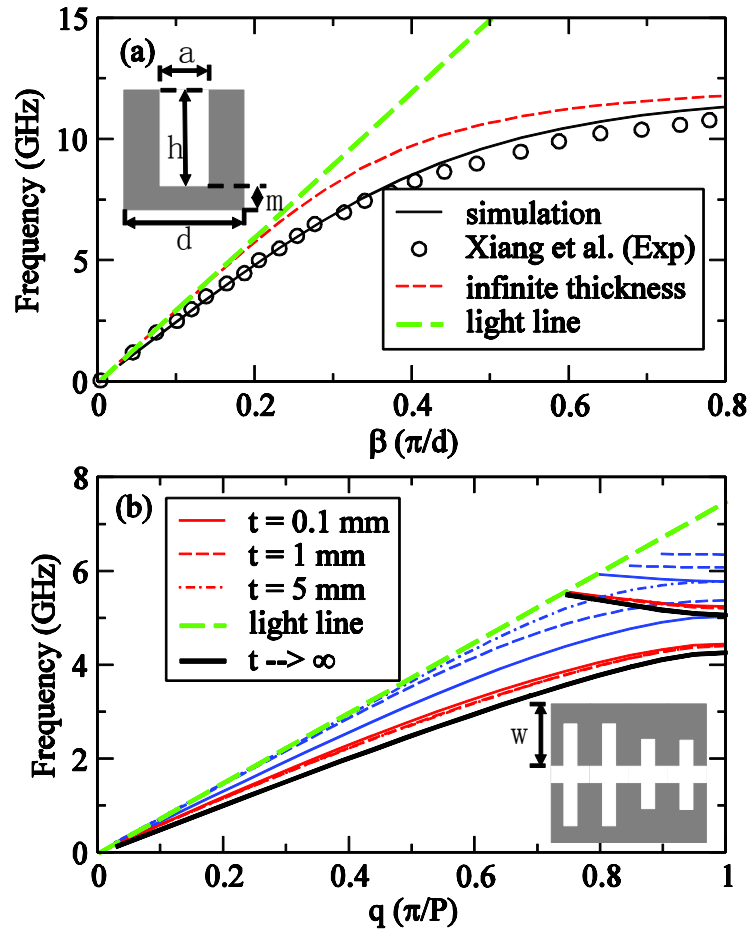 15
(a)
a
10
h
m
d
5
0
Frequency (GHz)
simulation
Xiang et al. (Exp)
infinite thickness
light line
0 0.2 0.4 0.6 0.8
β (π/d)
8
(b)
t = 0.1 mm
t = 1 mm
t = 5 mm
light line
t --> ∞
6
4
2
0
Frequency (GHz)
w
0 0.2 0.4 0.6 0.8 1
q (π/P)